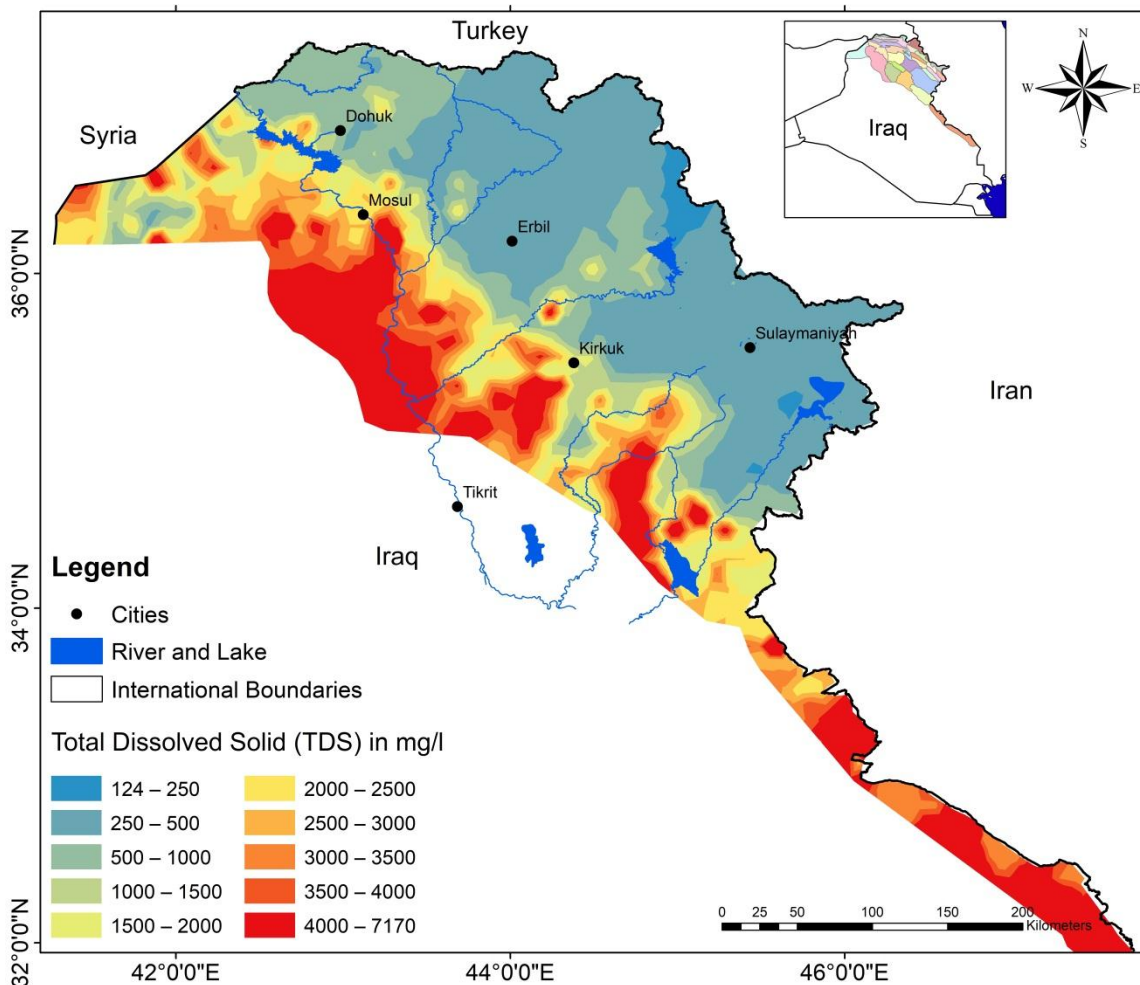 Turkey
N
W
E
S
Iraq
Syria
Dohuk
Mosul
Erbil
Kirkuk
Sulaymaniyah
Iran
Tikrit
Iraq
36°0'0"N
34°0'0"N
32°0'0"N
Legend
Cities
River and Lake
International Boundaries
Total Dissolved Solid (TDS) in mg/l
124 – 250
250 – 500
500 – 1000
1000 – 1500
1500 – 2000
2000 – 2500
2500 – 3000
3000 – 3500
3500 – 4000
4000 – 7170
0 25 50 100 150 200
Kilometers
42°0'0"E
44°0'0"E
46°0'0"E